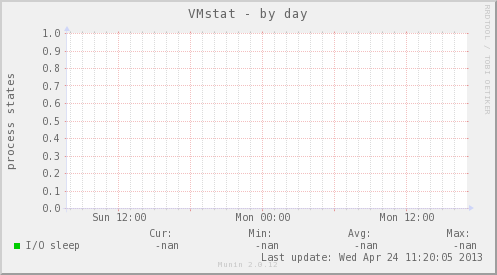 VMstat - by day
RRDTOOL / TOBI OETIKER
process states
1.0
0.9
0.8
0.7
0.6
0.5
0.4
0.3
0.2
0.1
0.0
Sun 12:00 Mon 00:00 Mon 12:00
Cur: Min: Avg: Max:
I/O sleep -nan -nan -nan -nan
Last update: Wed Apr 24 11:20:05 2013
Munin 2.0.12